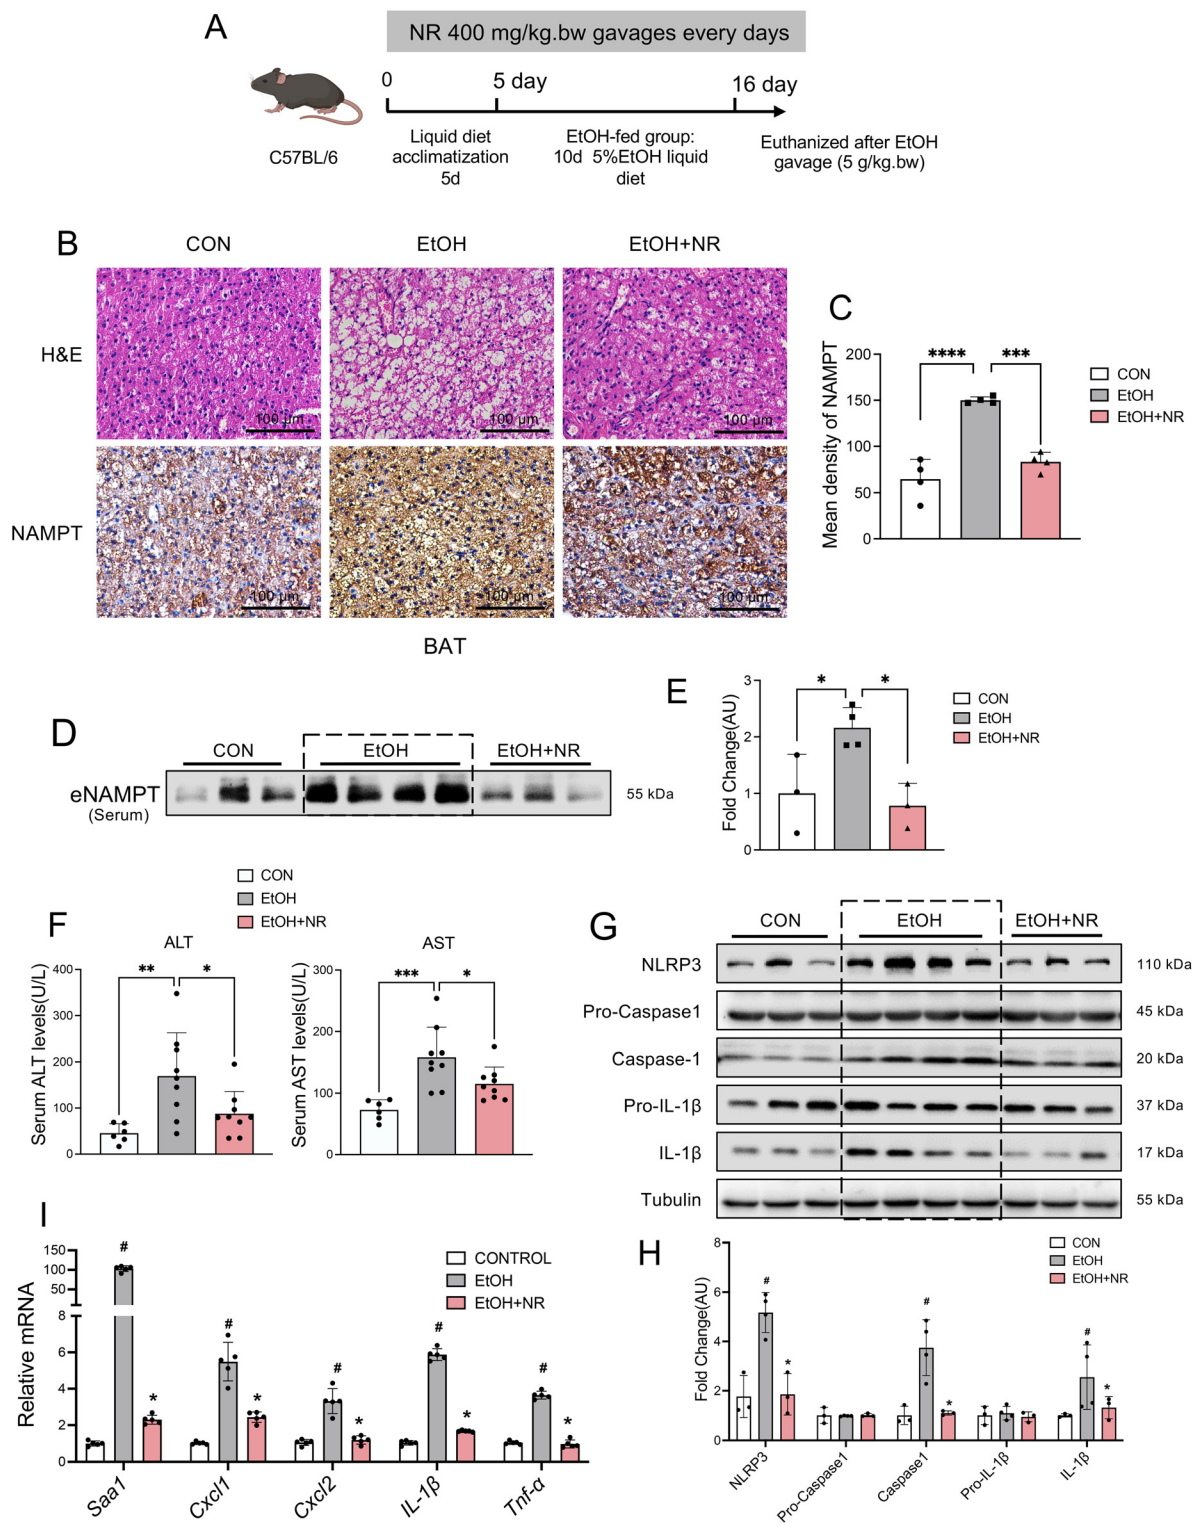 A
NR 400 mg/kg.bw gavages every days
0
5 day
16 day
C57BL/6
Liquid diet
acclimatization
5d
EtOH-fed group:
10d 5%EtOH liquid
diet
Euthanized after EtOH
gavage (5 g/kg.bw)
B
CON
EtOH
EtOH+NR
H&E
100 μm
100 μm
100 μm
NAMPT
100 μm
100 μm
100 μm
BAT
C
Mean density of NAMPT
200
150
100
50
0
****
***
CON
EtOH
EtOH+NR
D
CON
EtOH
EtOH+NR
eNAMPT
(Serum)
55 kDa
E
Fold Change(AU)
3
2
1
0
*
*
CON
EtOH
EtOH+NR
F
CON
EtOH
EtOH+NR
ALT
Serum ALT levels(U/L)
400
300
200
100
0
**
*
AST
Serum AST levels(U/L)
300
200
100
0
***
*
G
CON
EtOH
EtOH+NR
NLRP3
110 kDa
Pro-Caspase1
45 kDa
Caspase-1
20 kDa
Pro-IL-1β
37 kDa
IL-1β
17 kDa
Tubulin
55 kDa
I
Relative mRNA
150
100
50
8
6
4
2
0
#
*
#
*
#
*
#
*
#
*
CONTROL
EtOH
EtOH+NR
Saa1
Cxcl1
Cxcl2
IL-1β
Tnf-α
H
Fold Change(AU)
8
6
4
2
0
#
*
#
*
#
*
CON
EtOH
EtOH+NR
NLRP3
Pro-Caspase1
Caspase1
Pro-IL-1β
IL-1β